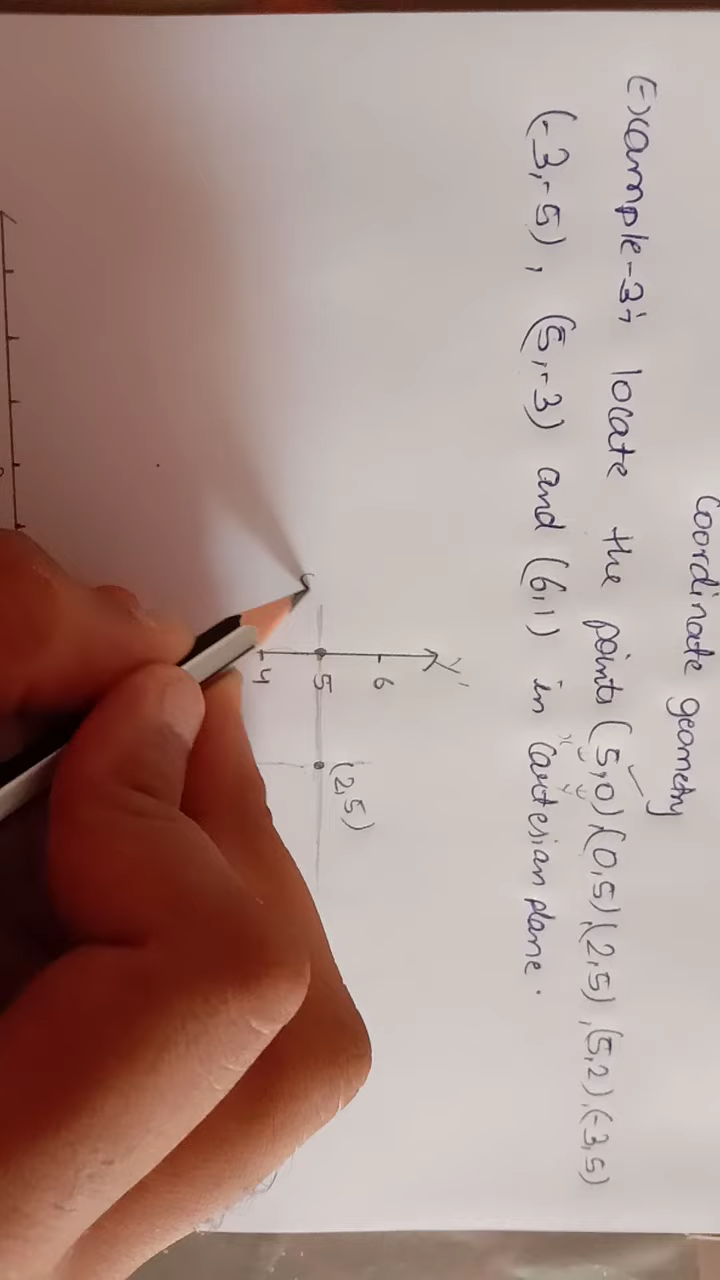 Coordinate geometry
Example-3; locate the points (5,0),(0,5),(2,5),(5,2),(-3,5)
x y
(-3,-5), (5,-3) and (6,1) in Cartesian plane.
Y'
6
5
4
(2,5)